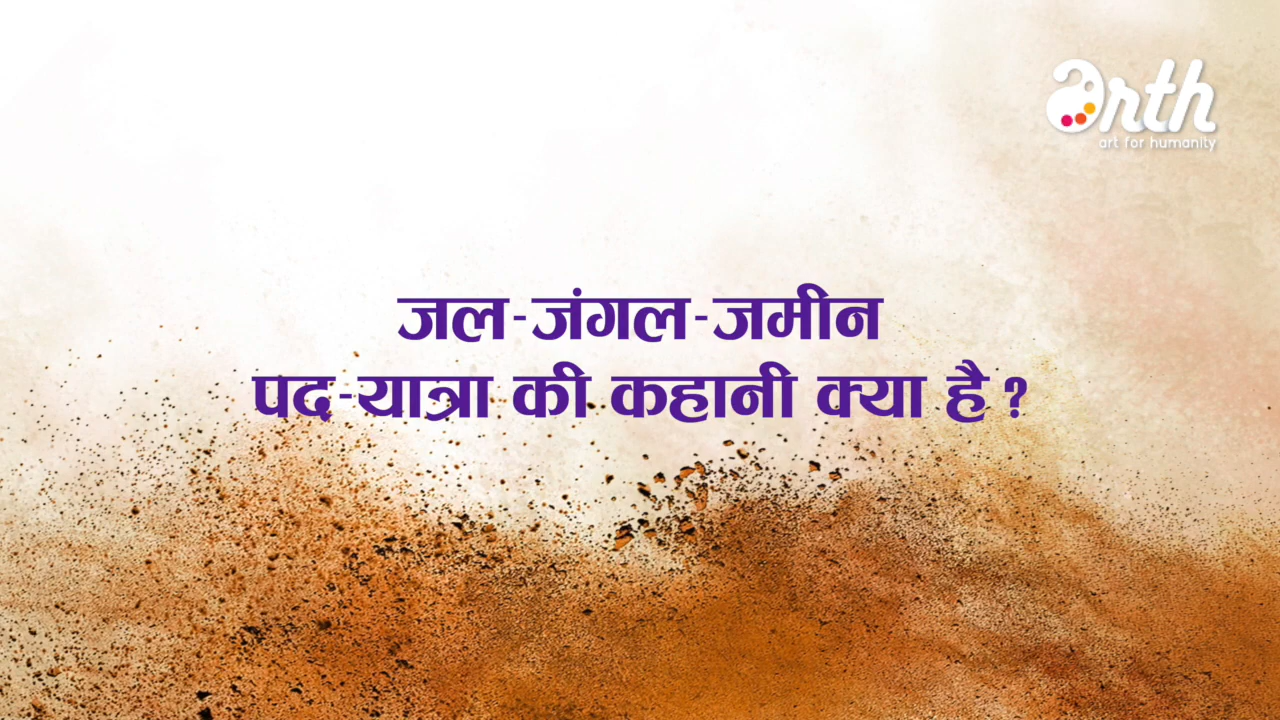 arth
art for humanity
जल-जंगल-जमीन
पद-यात्रा की कहानी क्या है ?